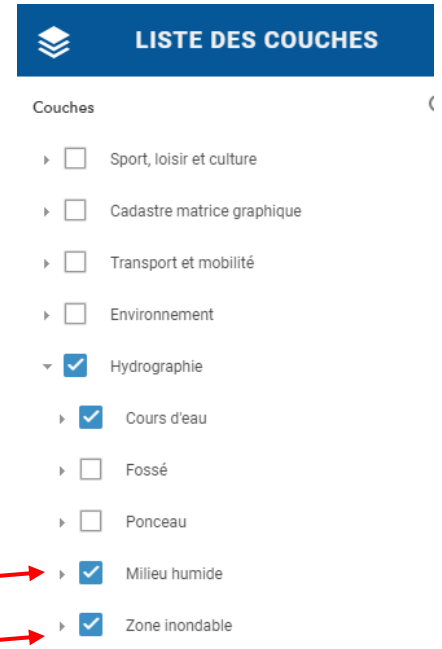 LISTE DES COUCHES
Couches
Sport, loisir et culture
Cadastre matrice graphique
Transport et mobilité
Environnement
Hydrographie
Cours d'eau
Fossé
Ponceau
Milieu humide
Zone inondable